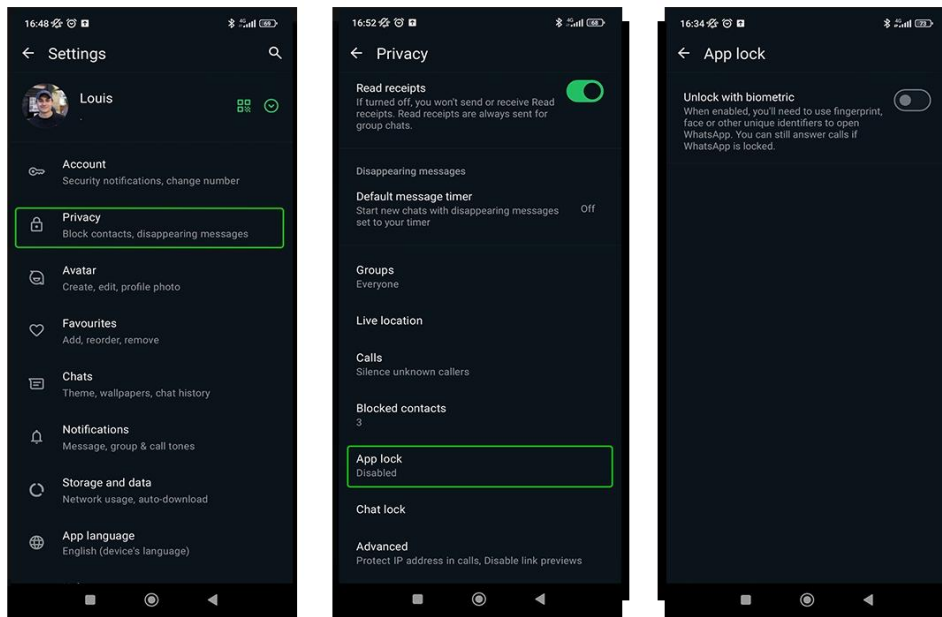 16:48
69
Settings
Louis
Account
Security notifications, change number
Privacy
Block contacts, disappearing messages
Avatar
Create, edit, profile photo
Favourites
Add, reorder, remove
Chats
Theme, wallpapers, chat history
Notifications
Message, group & call tones
Storage and data
Network usage, auto-download
App language
English (device's language)
16:52
4G
68
Privacy
Read receipts
If turned off, you won't send or receive Read
receipts. Read receipts are always sent for
group chats.
Disappearing messages
Default message timer
Start new chats with disappearing messages
set to your timer
Off
Groups
Everyone
Live location
Calls
Silence unknown callers
Blocked contacts
3
App lock
Disabled
Chat lock
Advanced
Protect IP address in calls, Disable link previews
16:34
4G
App lock
Unlock with biometric
When enabled, you'll need to use fingerprint,
face or other unique identifiers to open
WhatsApp. You can still answer calls if
WhatsApp is locked.